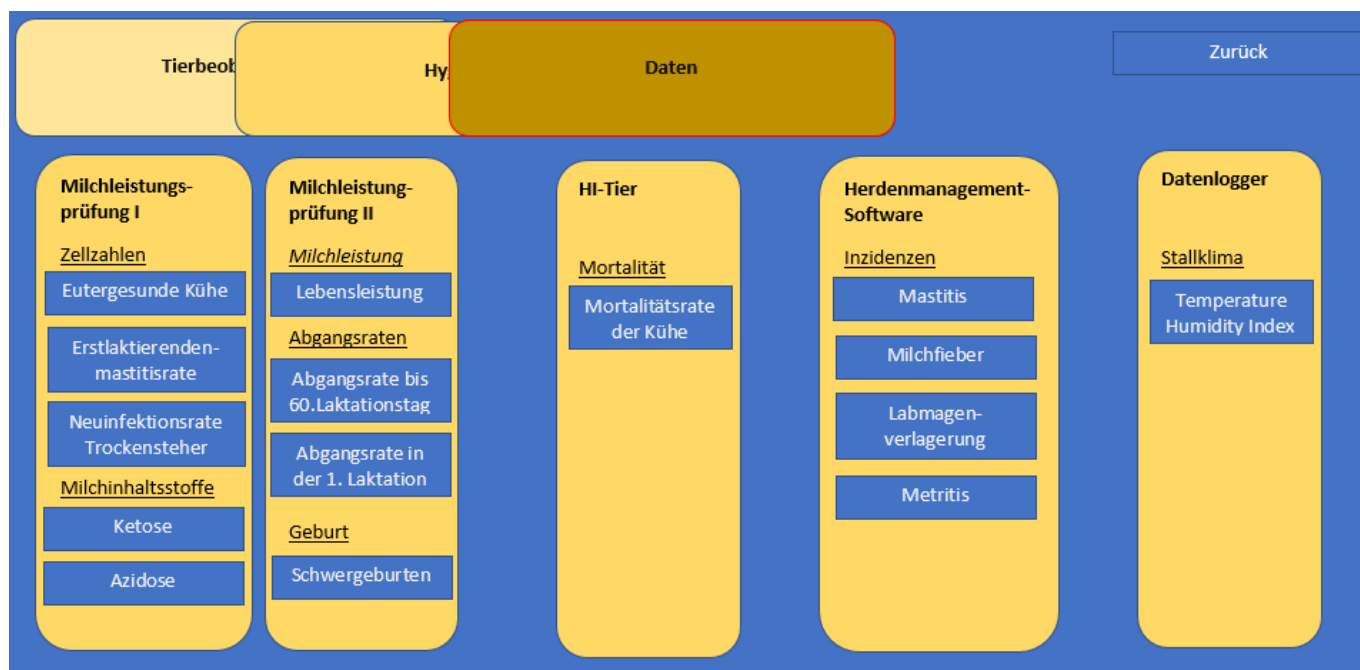 Tierbeob
Hy
Daten
Zurück
Milchleistungs-
prüfung I
Zellzahlen
Eutergesunde Kühe
Erstlaktierenden-
mastitisrate
Neuinfektionsrate
Trockensteher
Milchinhaltsstoffe
Ketose
Azidose
Milchleistung-
prüfung II
Milchleistung
Lebensleistung
Abgangsraten
Abgangsrate bis
60.Laktationstag
Abgangsrate in
der 1. Laktation
Geburt
Schwergeburten
HI-Tier
Mortalität
Mortalitätsrate
der Kühe
Herdenmanagement-
Software
Inzidenzen
Mastitis
Milchfieber
Labmagen-
verlagerung
Metritis
Datenlogger
Stallklima
Temperature
Humidity Index